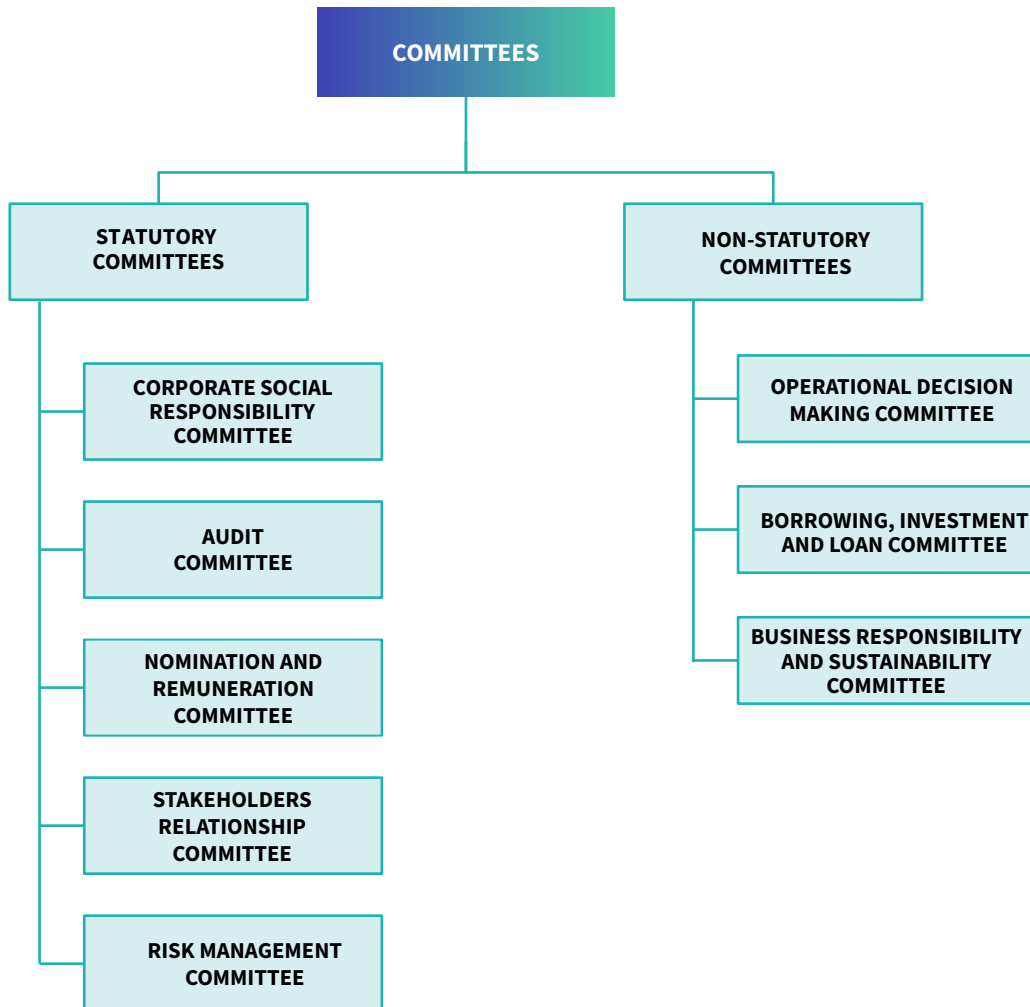 COMMITTEES
STATUTORY
COMMITTEES
CORPORATE SOCIAL
RESPONSIBILITY
COMMITTEE
AUDIT
COMMITTEE
NOMINATION AND
REMUNERATION
COMMITTEE
STAKEHOLDERS
RELATIONSHIP
COMMITTEE
RISK MANAGEMENT
COMMITTEE
NON-STATUTORY
COMMITTEES
OPERATIONAL DECISION
MAKING COMMITTEE
BORROWING, INVESTMENT
AND LOAN COMMITTEE
BUSINESS RESPONSIBILITY
AND SUSTAINABILITY
COMMITTEE